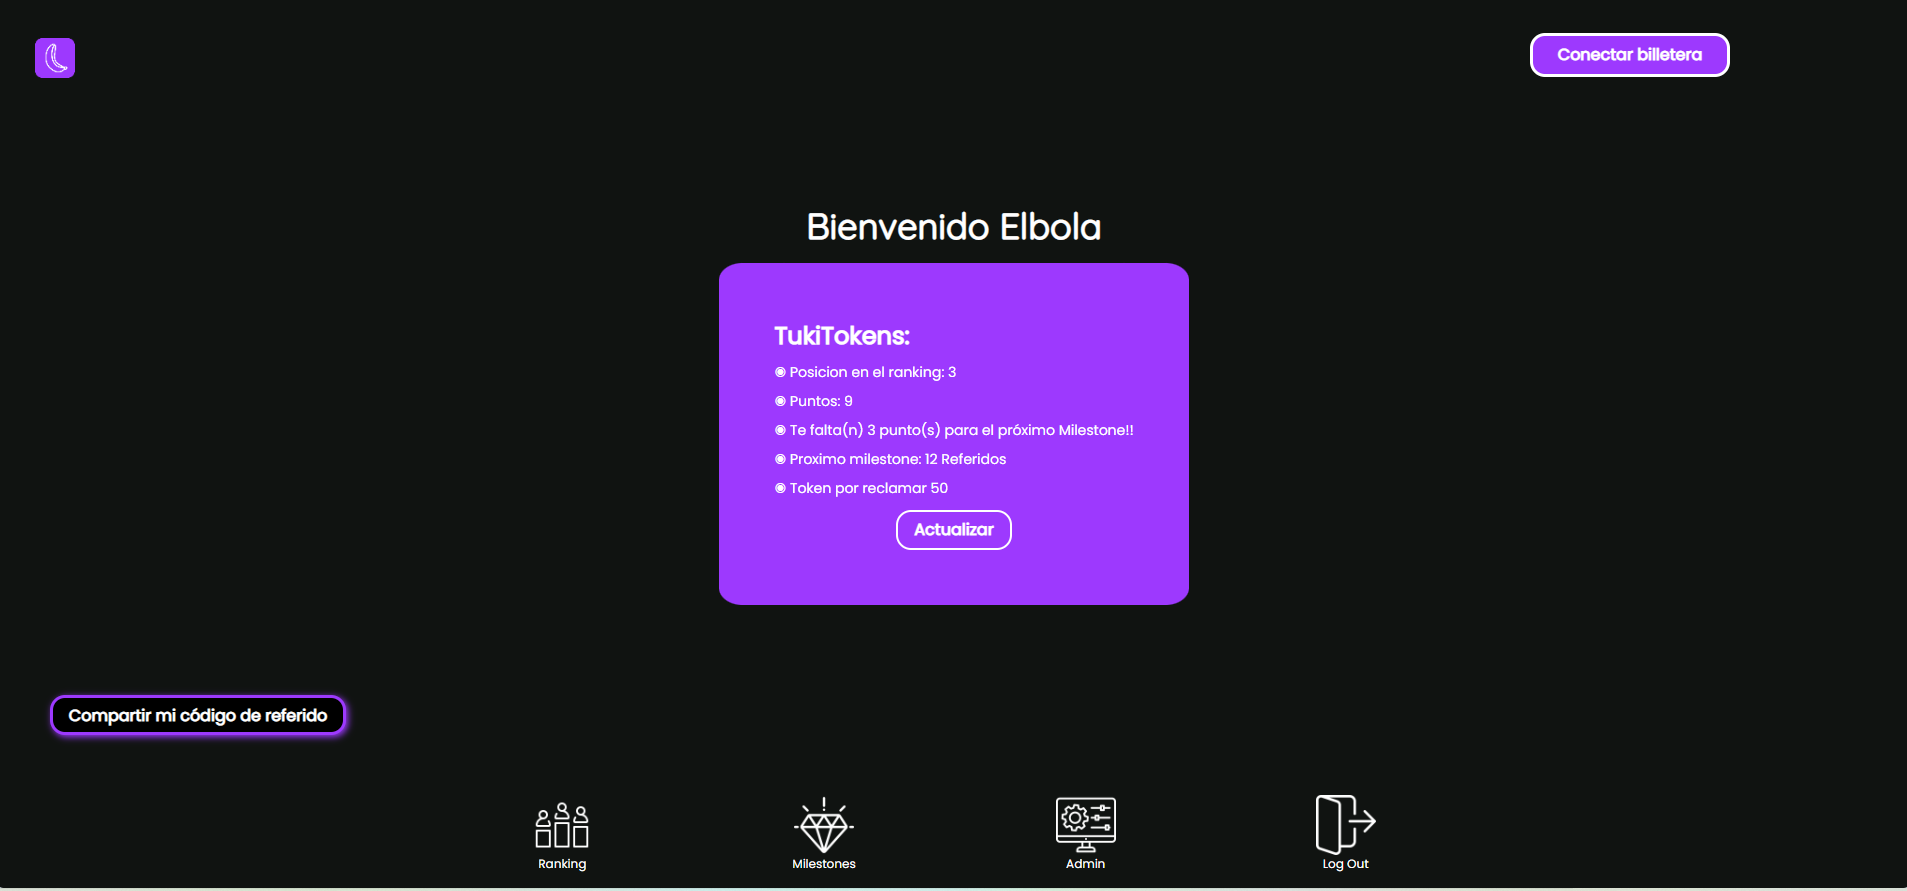 Conectar billetera
Bienvenido Elbola
TukiTokens:
◉ Posicion en el ranking: 3
◉ Puntos: 9
◉ Te falta(n) 3 punto(s) para el próximo Milestone!!
◉ Proximo milestone: 12 Referidos
◉ Token por reclamar 50
Actualizar
Compartir mi código de referido
Ranking
Milestones
Admin
Log Out